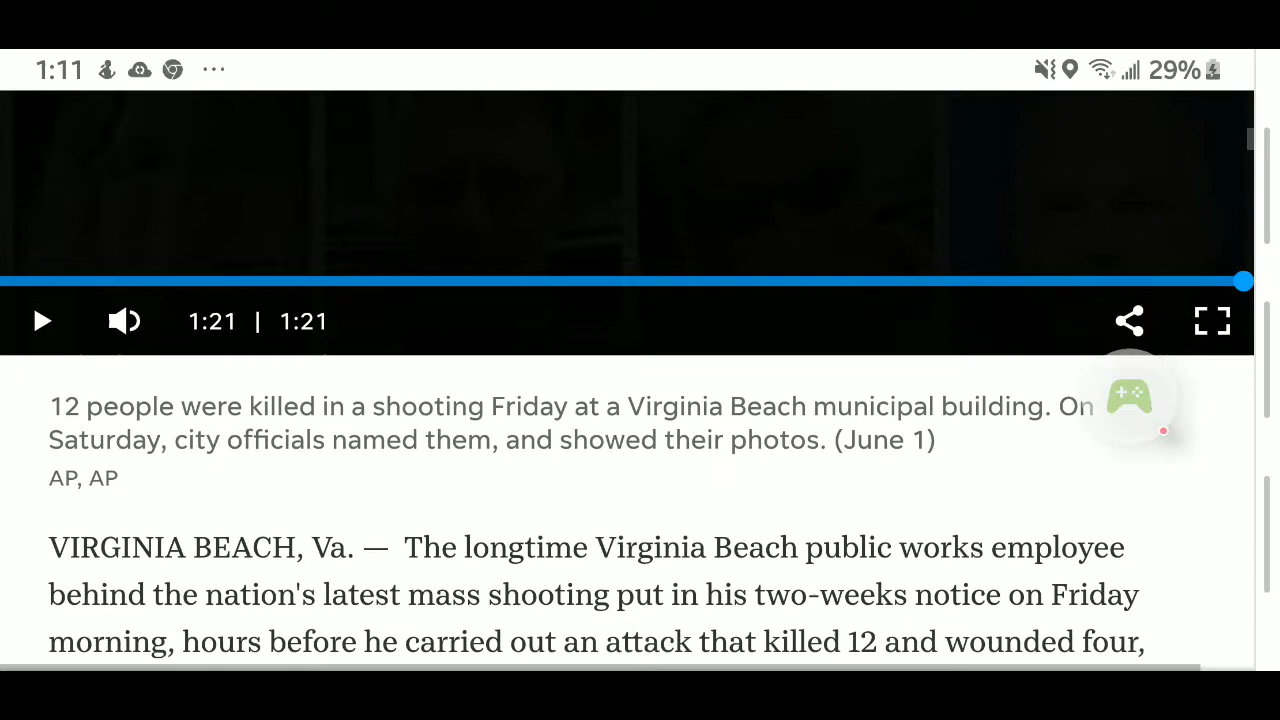 1:11 ... 29%
1:21 | 1:21
12 people were killed in a shooting Friday at a Virginia Beach municipal building. On
Saturday, city officials named them, and showed their photos. (June 1)
AP, AP
VIRGINIA BEACH, Va. — The longtime Virginia Beach public works employee
behind the nation's latest mass shooting put in his two-weeks notice on Friday
morning, hours before he carried out an attack that killed 12 and wounded four,